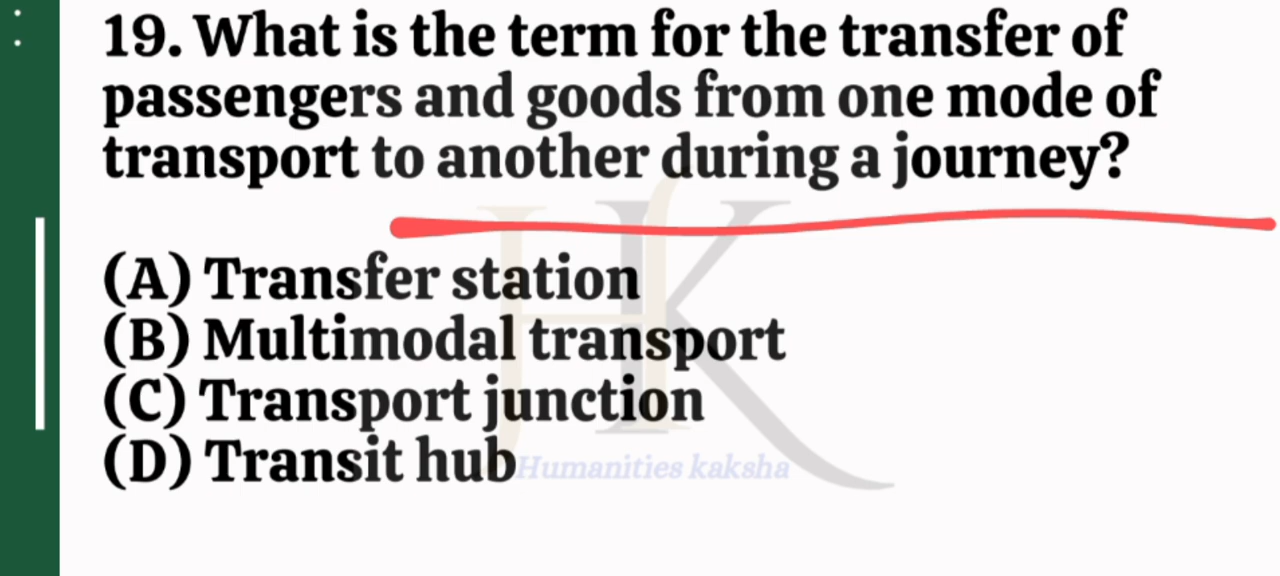 19. What is the term for the transfer of
passengers and goods from one mode of
transport to another during a journey?
(A) Transfer station
(B) Multimodal transport
(C) Transport junction
(D) Transit hub
HK
Humanities kaksha